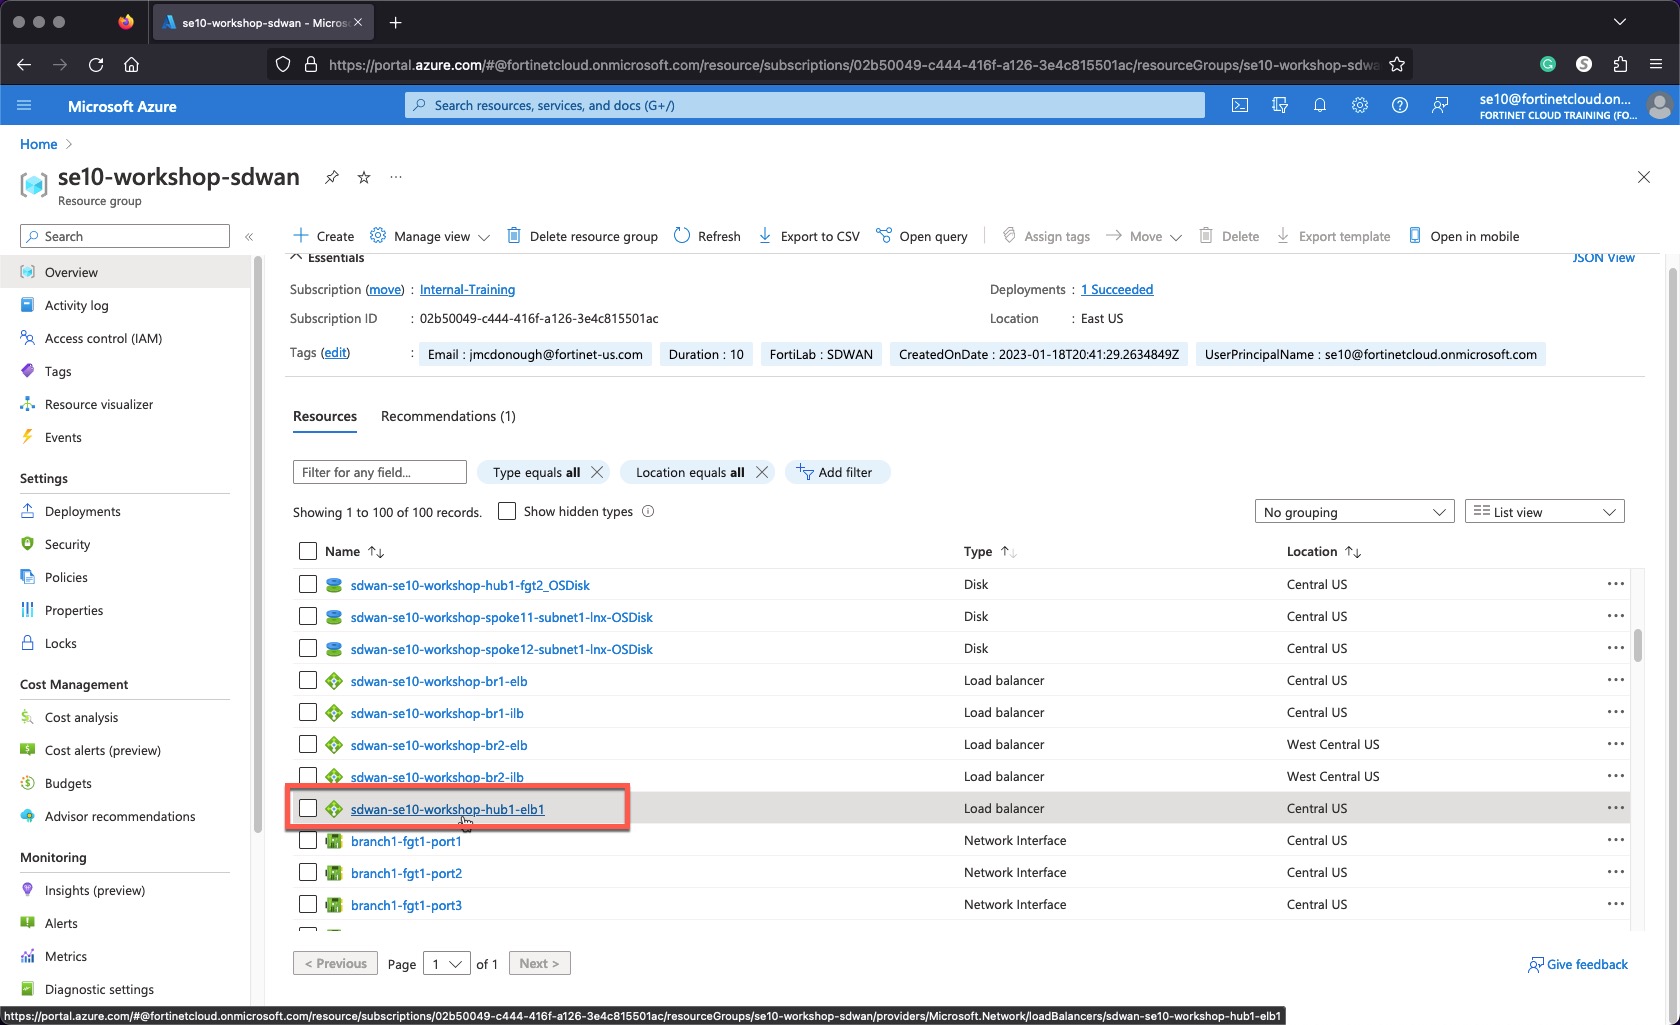 se10-workshop-sdwan - Micros
https://portal.azure.com/#@fortinetcloud.onmicrosoft.com/resource/subscriptions/02b50049-c444-416f-a126-3e4c815501ac/resourceGroups/se10-workshop-sdwa
Microsoft Azure
Search resources, services, and docs (G+/)
se10@fortinetcloud.on...
FORTINET CLOUD TRAINING (FO...
Home
se10-workshop-sdwan
Resource group
Search
Create
Manage view
Delete resource group
Refresh
Export to CSV
Open query
Assign tags
Move
Delete
Export template
Open in mobile
Overview
Activity log
Access control (IAM)
Tags
Resource visualizer
Events
Settings
Deployments
Security
Policies
Properties
Locks
Cost Management
Cost analysis
Cost alerts (preview)
Budgets
Advisor recommendations
Monitoring
Insights (preview)
Alerts
Metrics
Diagnostic settings
Essentials
JSON View
Subscription (move) : Internal-Training
Deployments : 1 Succeeded
Subscription ID : 02b50049-c444-416f-a126-3e4c815501ac
Location : East US
Tags (edit) : Email : jmcdonough@fortinet-us.com Duration : 10 FortiLab : SDWAN CreatedOnDate : 2023-01-18T20:41:29.2634849Z UserPrincipalName : se10@fortinetcloud.onmicrosoft.com
Resources Recommendations (1)
Filter for any field... Type equals all Location equals all Add filter
Showing 1 to 100 of 100 records. Show hidden types
No grouping List view
Name Type Location
sdwan-se10-workshop-hub1-fgt2_OSDisk Disk Central US
sdwan-se10-workshop-spoke11-subnet1-lnx-OSDisk Disk Central US
sdwan-se10-workshop-spoke12-subnet1-lnx-OSDisk Disk Central US
sdwan-se10-workshop-br1-elb Load balancer Central US
sdwan-se10-workshop-br1-ilb Load balancer Central US
sdwan-se10-workshop-br2-elb Load balancer West Central US
sdwan-se10-workshop-br2-ilb Load balancer West Central US
sdwan-se10-workshop-hub1-elb1 Load balancer Central US
branch1-fgt1-port1 Network Interface Central US
branch1-fgt1-port2 Network Interface Central US
branch1-fgt1-port3 Network Interface Central US
< Previous Page 1 of 1 Next >
Give feedback
https://portal.azure.com/#@fortinetcloud.onmicrosoft.com/resource/subscriptions/02b50049-c444-416f-a126-3e4c815501ac/resourceGroups/se10-workshop-sdwan/providers/Microsoft.Network/loadBalancers/sdwan-se10-workshop-hub1-elb1